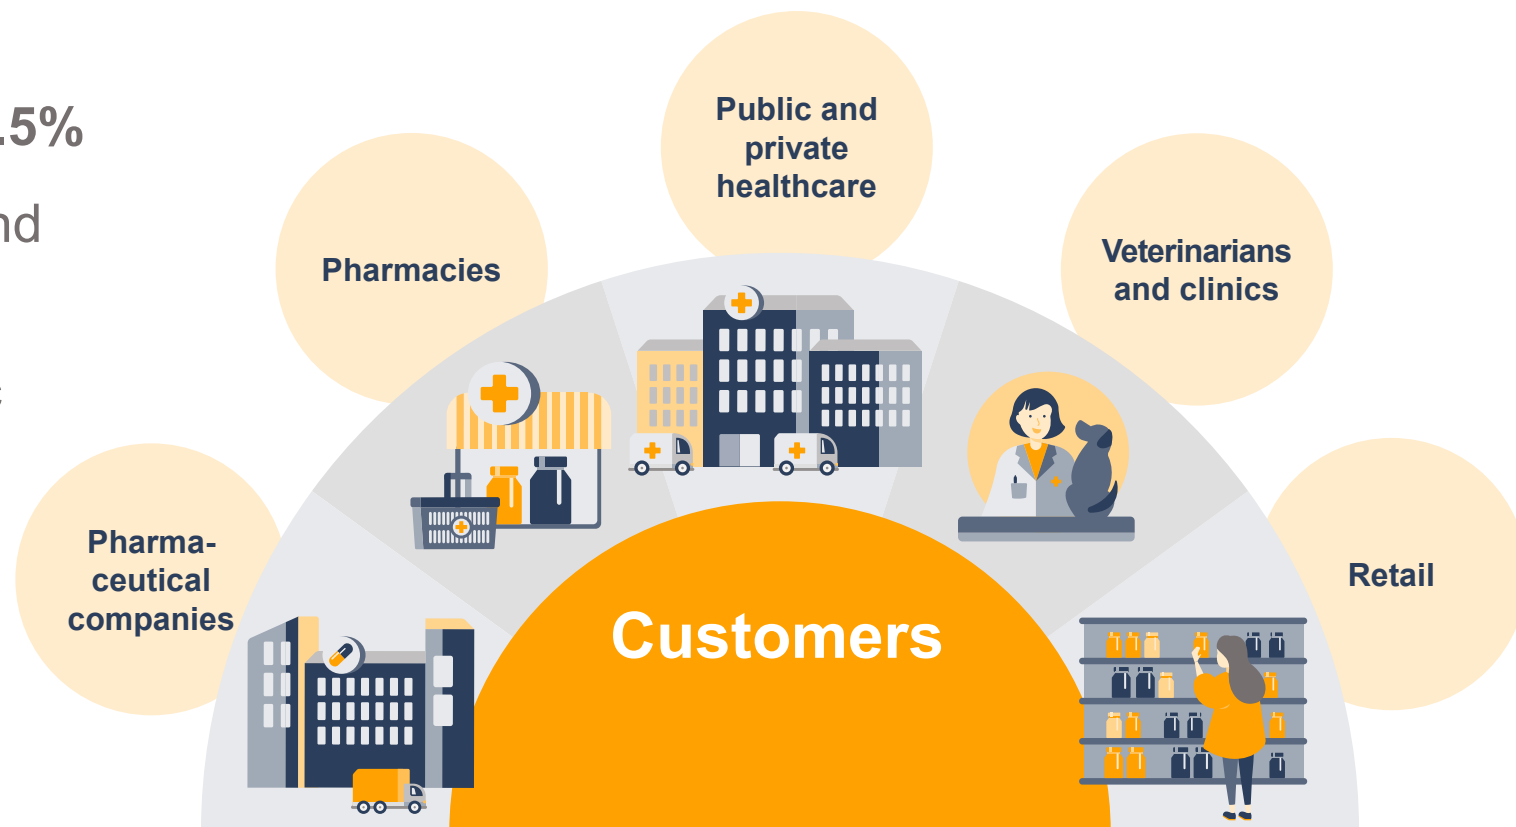 .5%
nd
Public and
private
healthcare
Pharmacies
Veterinarians
and clinics
Pharma-
ceutical
companies
Retail
Customers